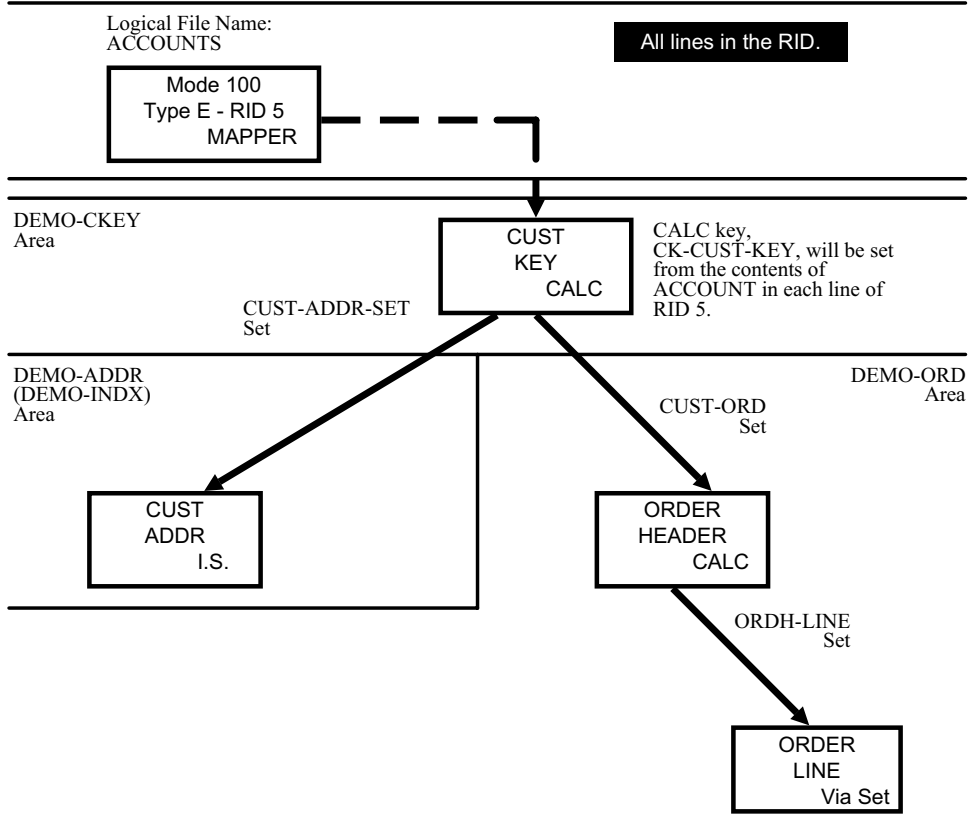 Logical File Name:
ACCOUNTS
All lines in the RID.
Mode 100
Type E - RID 5
MAPPER
DEMO-CKEY
Area
CUST
KEY
CALC
CALC key,
CK-CUST-KEY, will be set
from the contents of
ACCOUNT in each line of
RID 5.
CUST-ADDR-SET
Set
DEMO-ADDR
(DEMO-INDX)
Area
DEMO-ORD
Area
CUST-ORD
Set
CUST
ADDR
I.S.
ORDER
HEADER
CALC
ORDH-LINE
Set
ORDER
LINE
Via Set